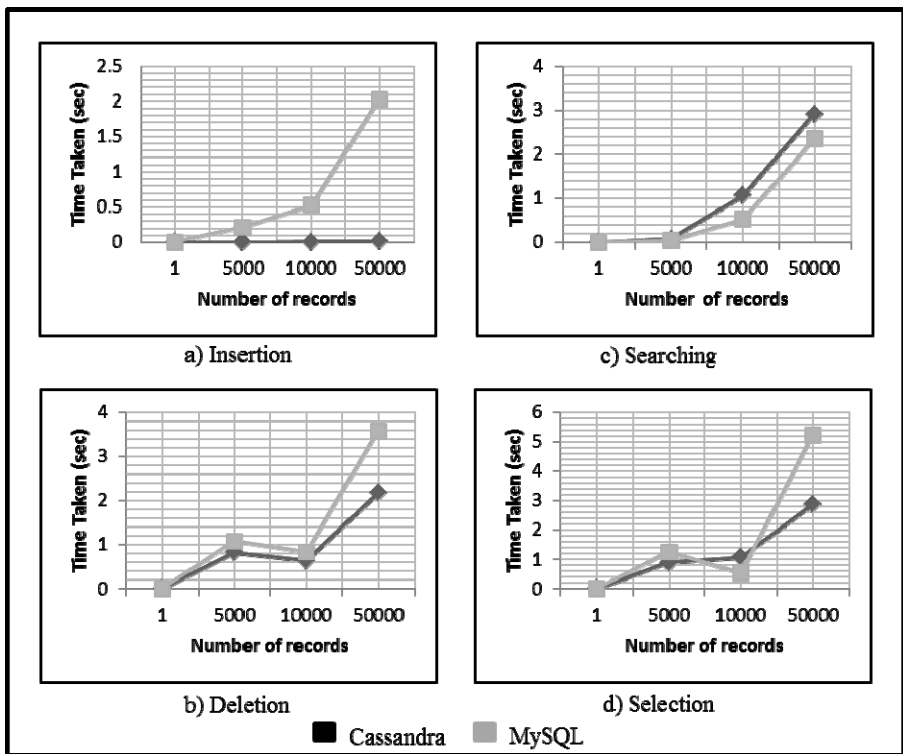 2.5
2
1.5
1
0.5
0
Time Taken (sec)
1 5000 10000 50000
Number of records
a) Insertion
4
3
2
1
0
Time Taken (sec)
1 5000 10000 50000
Number of records
c) Searching
4
3
2
1
0
Time Taken (sec)
1 5000 10000 50000
Number of records
b) Deletion
6
5
4
3
2
1
0
Time Taken (sec)
1 5000 10000 50000
Number of records
d) Selection
Cassandra MySQL